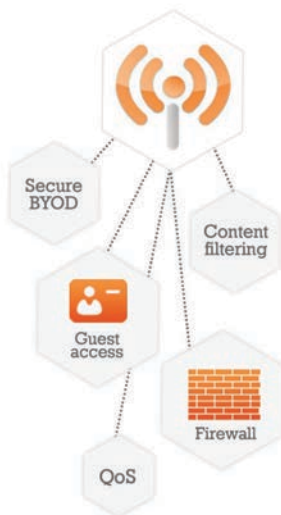 Secure
BYOD
Content
filtering
Guest
access
Firewall
QoS